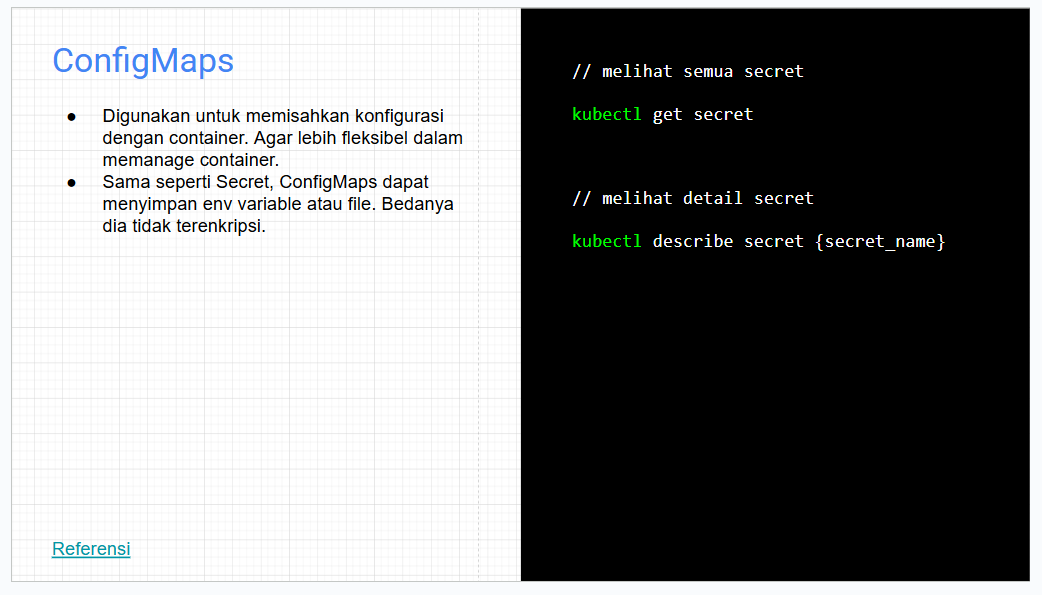 ConfigMaps
● Digunakan untuk memisahkan konfigurasi
dengan container. Agar lebih fleksibel dalam
memanage container.
● Sama seperti Secret, ConfigMaps dapat
menyimpan env variable atau file. Bedanya
dia tidak terenkripsi.
Referensi
// melihat semua secret
kubectl get secret
// melihat detail secret
kubectl describe secret {secret_name}